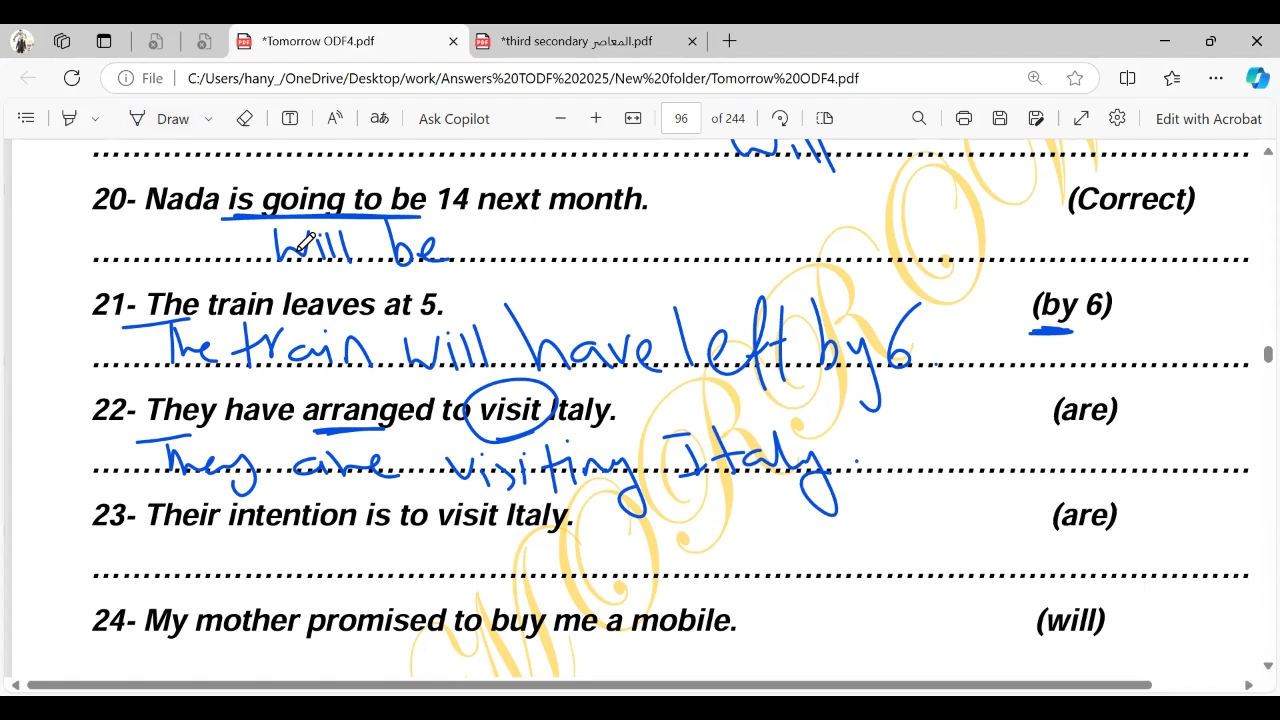 *Tomorrow ODF4.pdf
*third secondary المعاصر.pdf
File C:/Users/hany_/OneDrive/Desktop/work/Answers%20TODF%202025/New%20folder/Tomorrow%20ODF4.pdf
Draw Ask Copilot 96 of 244 Edit with Acrobat
will
20- Nada is going to be 14 next month. (Correct)
will be
21- The train leaves at 5. (by 6)
The train will have left by 6.
22- They have arranged to visit Italy. (are)
They are visiting Italy.
23- Their intention is to visit Italy. (are)
24- My mother promised to buy me a mobile. (will)